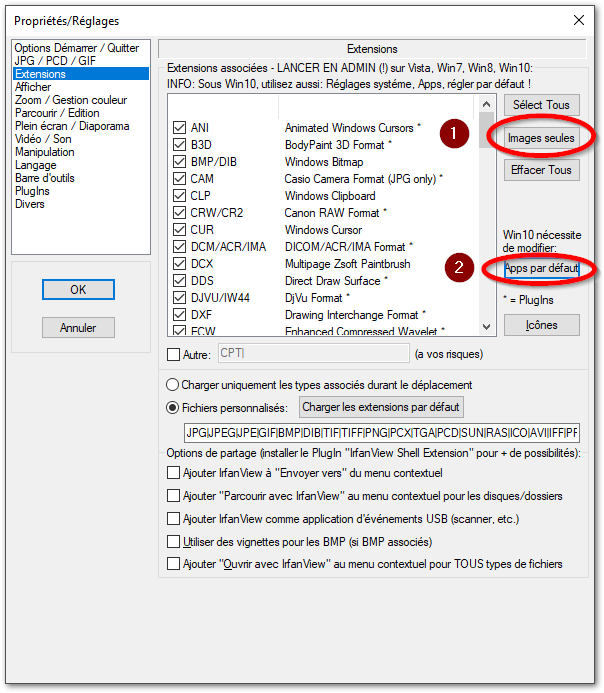 Propriétés/Réglages
Options Démarrer / Quitter
JPG / PCD / GIF
Extensions
Afficher
Zoom / Gestion couleur
Parcourir / Edition
Plein écran / Diaporama
Vidéo / Son
Manipulation
Langage
Barre d'outils
PlugIns
Divers
OK
Annuler
Extensions
Extensions associées - LANCER EN ADMIN (!) sur Vista, Win7, Win8, Win10:
INFO: Sous Win10, utilisez aussi: Réglages systéme, Apps, régler par défaut !
ANI Animated Windows Cursors *
B3D BodyPaint 3D Format *
BMP/DIB Windows Bitmap
CAM Casio Camera Format (JPG only) *
CLP Windows Clipboard
CRW/CR2 Canon RAW Format *
CUR Windows Cursor
DCM/ACR/IMA DICOM/ACR/IMA Format *
DCX Multipage Zsoft Paintbrush
DDS Direct Draw Surface *
DJVU/IW44 DjVu Format *
DXF Drawing Interchange Format *
ECW Enhanced Compressed Wavelet *
1
2
Sélect Tous
Images seules
Effacer Tous
Win10 nécessite
de modifier:
Apps par défaut
* = PlugIns
Icônes
Autre: CPT| (a vos risques)
Charger uniquement les types associés durant le déplacement
Fichiers personnalisés: Charger les extensions par défaut
JPG|JPEG|JPE|GIF|BMP|DIB|TIF|TIFF|PNG|PCX|TGA|PCD|SUN|RAS|ICO|AVI|IFF|PF
Options de partage (installer le PlugIn "IrfanView Shell Extension" pour + de possibilités):
Ajouter IrfanView à "Envoyer vers" du menu contextuel
Ajouter "Parcourir avec IrfanView" au menu contextuel pour les disques/dossiers
Ajouter IrfanView comme application d'événements USB (scanner, etc.)
Utiliser des vignettes pour les BMP (si BMP associés)
Ajouter "Ouvrir avec IrfanView" au menu contextuel pour TOUS types de fichiers